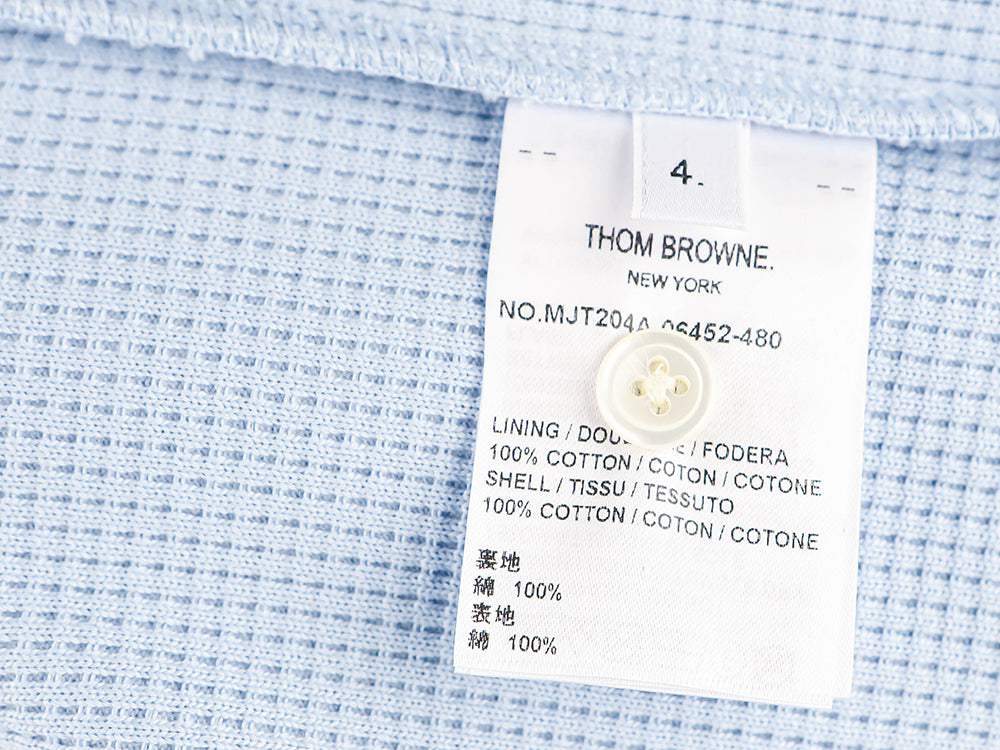 4.
THOM BROWNE.
NEW YORK
NO.MJT204A-06452-480
LINING / / FODERA
100% COTTON / COTON / COTONE
SHELL / TISSU / TESSUTO
100% COTTON / COTON / COTONE
裏地
綿 100%
表地
綿 100%